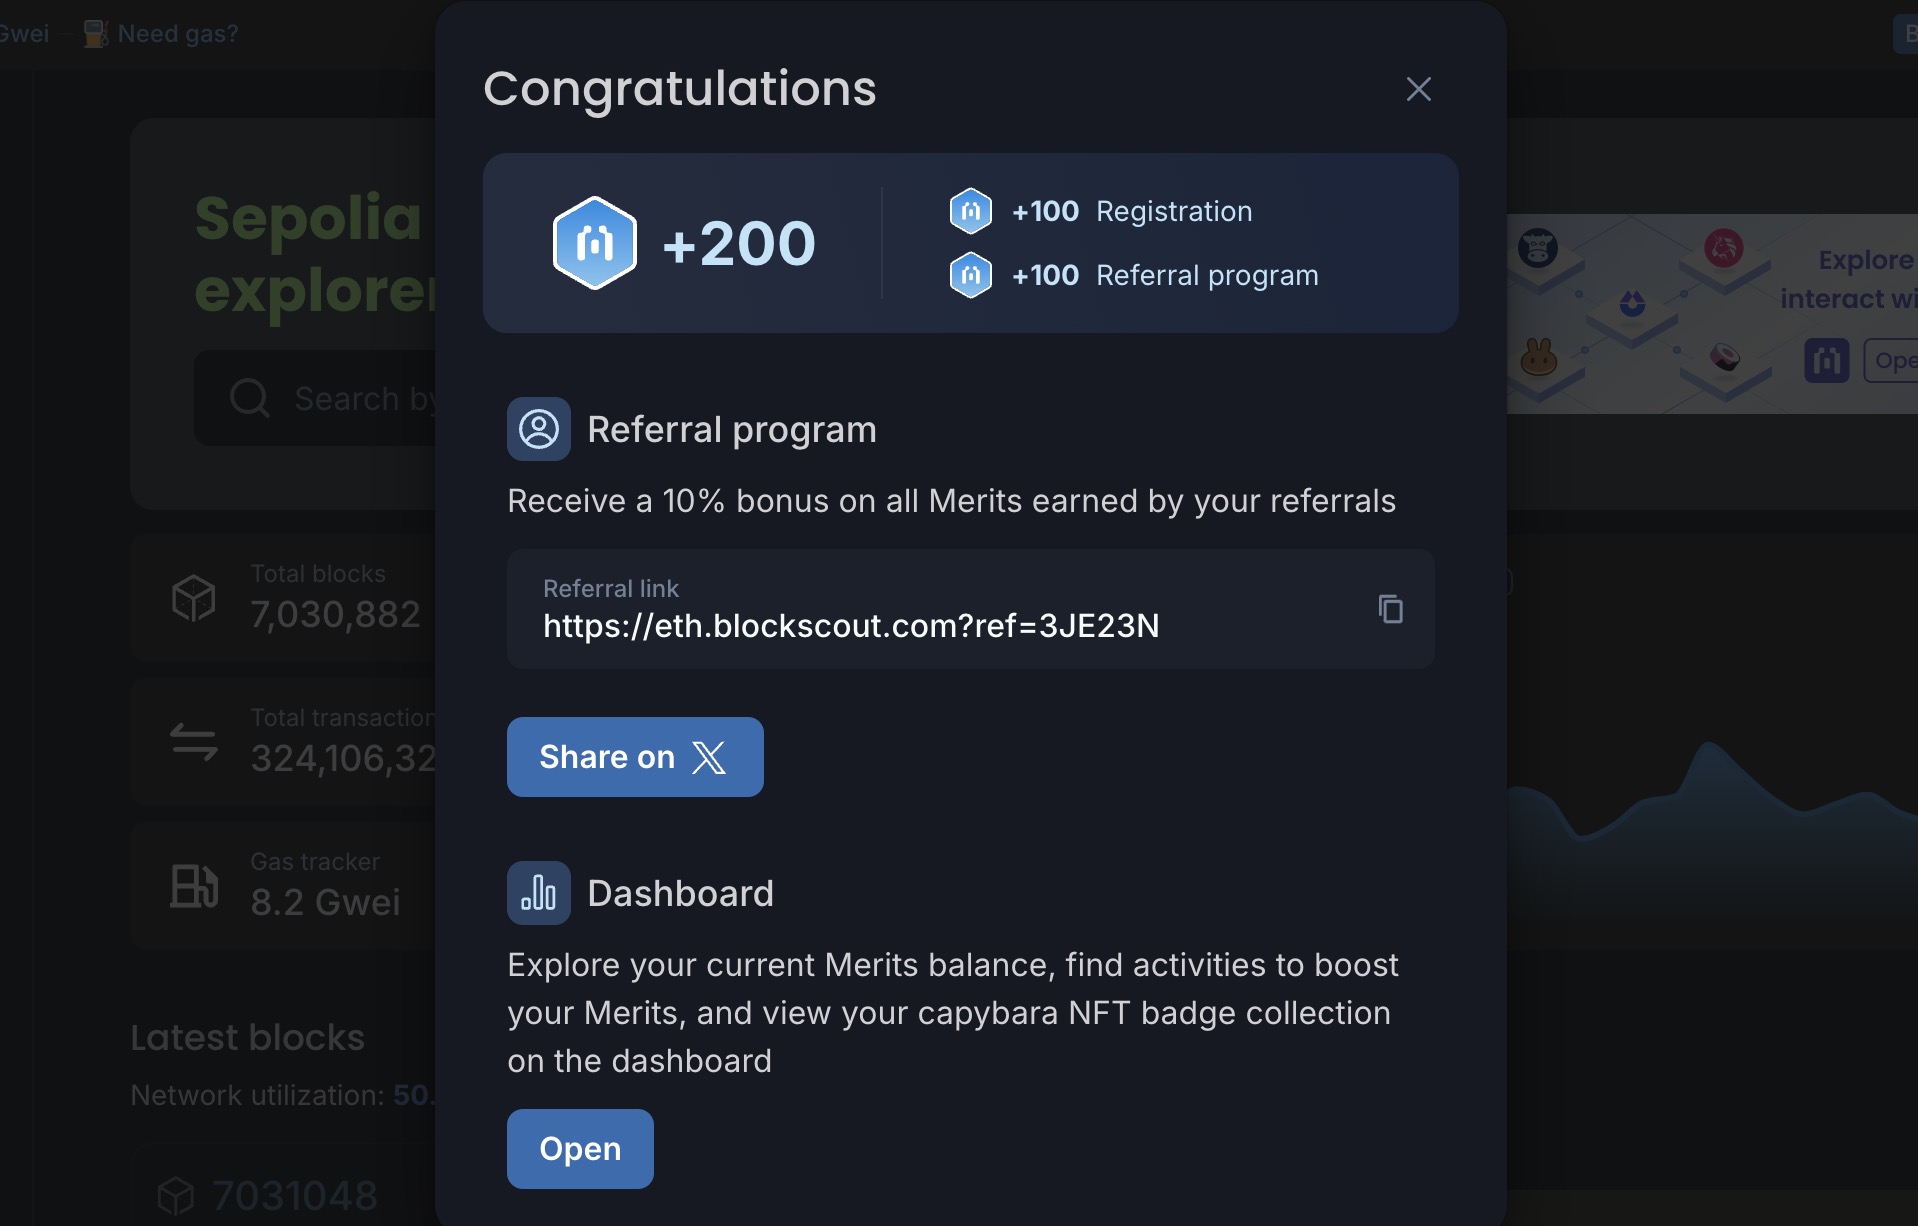 Gwei
Need gas?
Congratulations
+200
+100 Registration
+100 Referral program
Sepolia
explorer
Search by
Explore
interact wi
Ope
Referral program
Receive a 10% bonus on all Merits earned by your referrals
Referral link
https://eth.blockscout.com?ref=3JE23N
Share on X
Total blocks
7,030,882
Total transaction
324,106,32
Gas tracker
8.2 Gwei
Dashboard
Explore your current Merits balance, find activities to boost
your Merits, and view your capybara NFT badge collection
on the dashboard
Open
Latest blocks
Network utilization: 50.
7031048